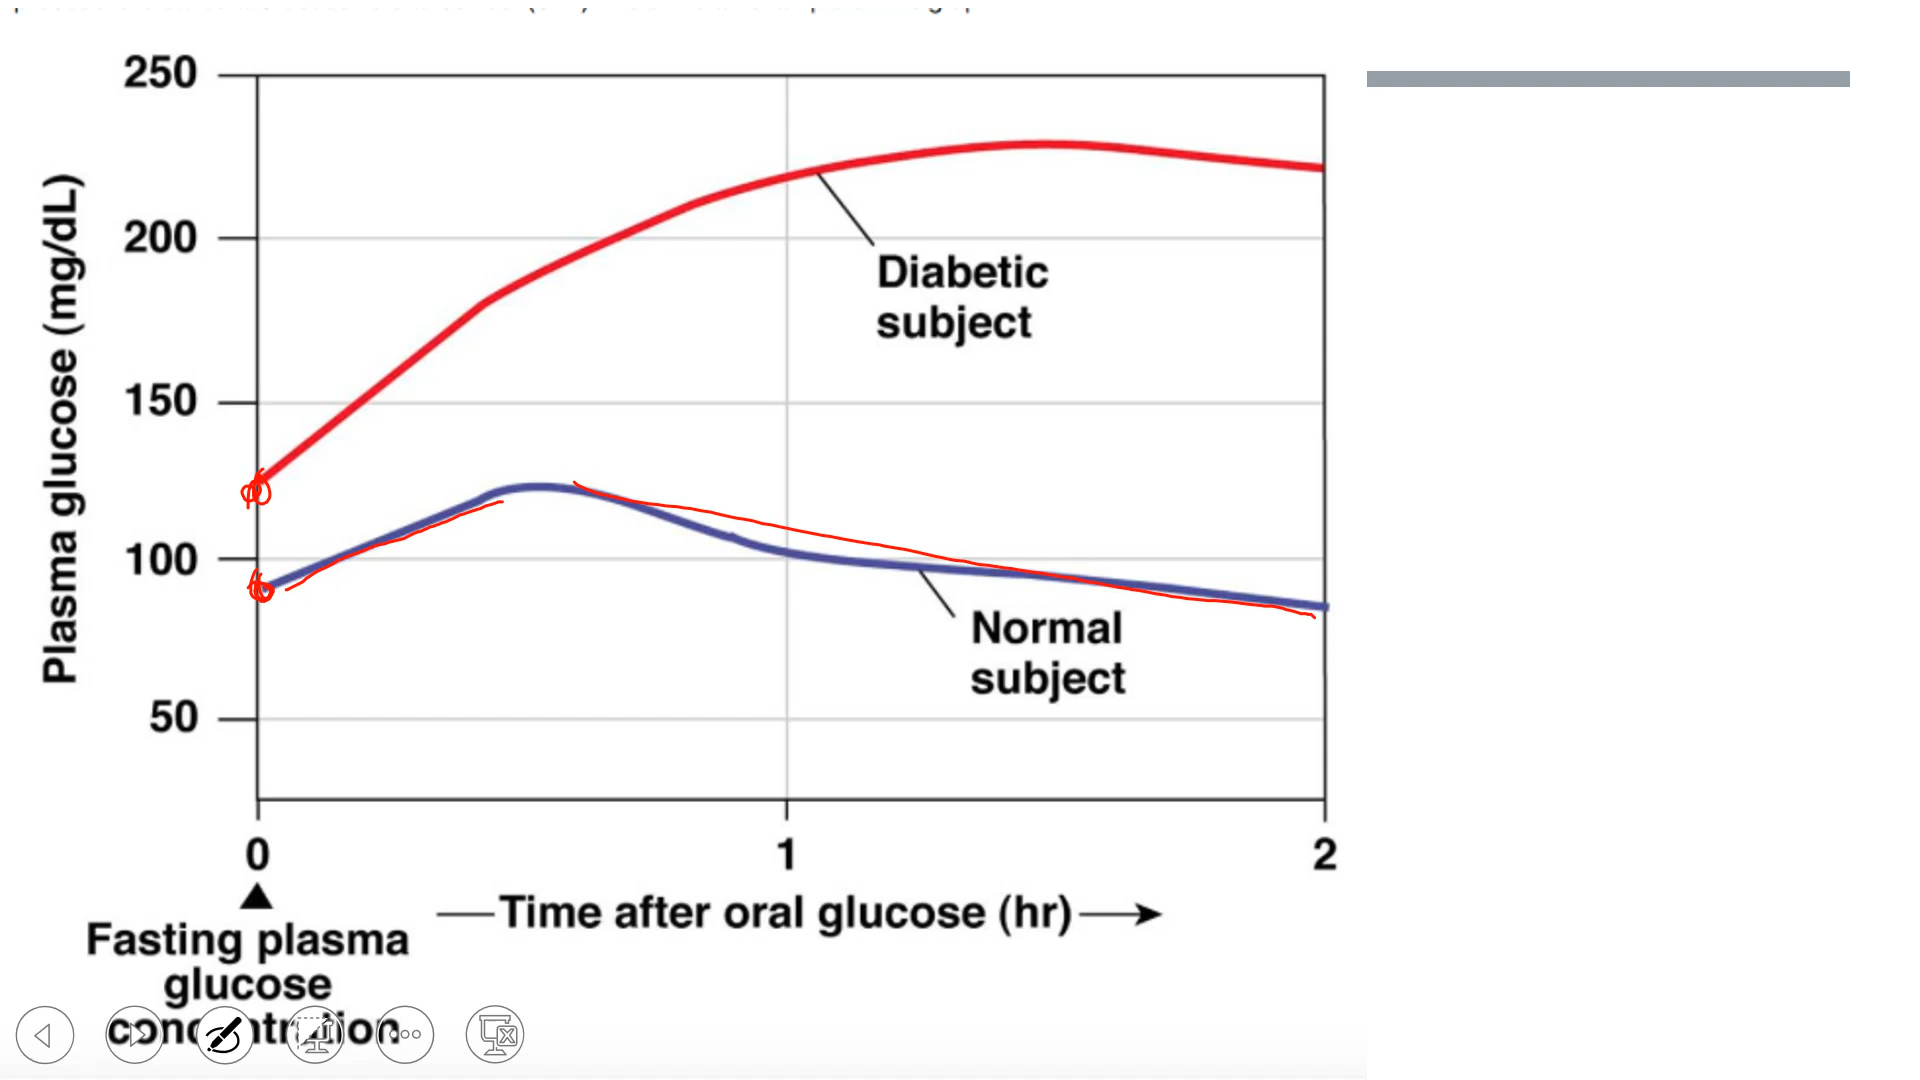 250
200
150
100
50
Plasma glucose (mg/dL)
Diabetic
subject
Normal
subject
0
1
2
Time after oral glucose (hr)
Fasting plasma
glucose
concentration